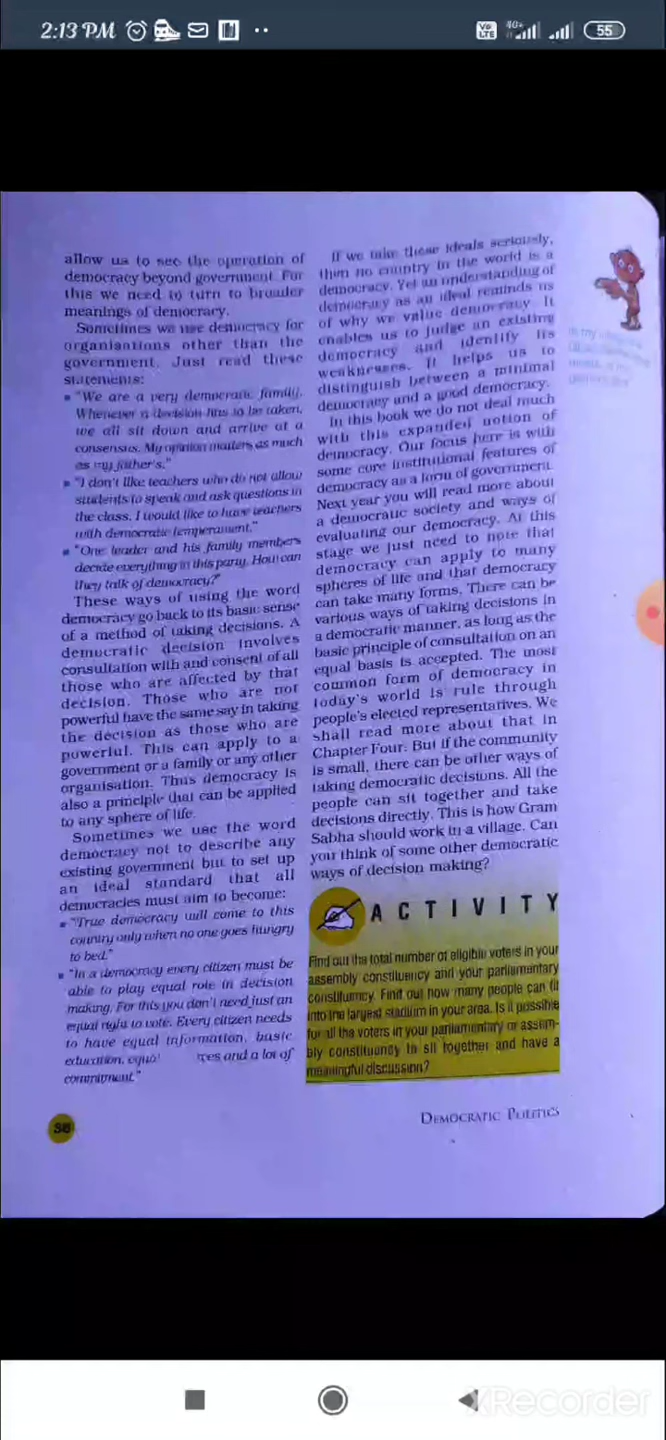 2:13 PM
Vo LTE
4G+
55
allow us to see the operation of
democracy beyond government. For
this we need to turn to broader
meanings of democracy.
Sometimes we use democracy for
organisations other than the
government. Just read these
statements:
"We are a very democratic family.
Whenever a decision has to be taken,
we all sit down and arrive at a
consensus. My opinion matters as much
as my father's."
"I don't like teachers who do not allow
students to speak and ask questions in
the class. I would like to have teachers
with democratic temperament."
"One leader and his family members
decide everything in this party. How can
they talk of democracy?"
These ways of using the word
democracy go back to its basic sense
of a method of taking decisions. A
democratic decision involves
consultation with and consent of all
those who are affected by that
decision. Those who are not
powerful have the same say in taking
the decision as those who are
powerful. This can apply to a
government or a family or any other
organisation. Thus democracy is
also a principle that can be applied
to any sphere of life.
Sometimes we use the word
democracy not to describe any
existing government but to set up
an ideal standard that all
democracies must aim to become:
"True democracy will come to this
country only when no one goes hungry
to bed."
"In a democracy every citizen must be
able to play equal role in decision
making. For this you don't need just an
equal right to vote. Every citizen needs
to have equal information, basic
education, equal and a lot of
commitment."
If we take these ideals seriously,
then no country in the world is a
democracy. Yet an understanding of
democracy as an ideal reminds us
of why we value democracy. It
enables us to judge an existing
democracy and identify its
weaknesses. It helps us to
distinguish between a minimal
democracy and a good democracy.
In this book we do not deal much
with this expanded notion of
democracy. Our focus here is with
some core institutional features of
democracy as a form of government.
Next year you will read more about
a democratic society and ways of
evaluating our democracy. At this
stage we just need to note that
democracy can apply to many
spheres of life and that democracy
can take many forms. There can be
various ways of taking decisions in
a democratic manner, as long as the
basic principle of consultation on an
equal basis is accepted. The most
common form of democracy in
today's world is rule through
people's elected representatives. We
shall read more about that in
Chapter Four. But if the community
is small, there can be other ways of
taking democratic decisions. All the
people can sit together and take
decisions directly. This is how Gram
Sabha should work in a village. Can
you think of some other democratic
ways of decision making?
ACTIVITY
Find out the total number of eligible voters in your
assembly constituency and your parliamentary
constituency. Find out how many people can fit
into the largest stadium in your area. Is it possible
for all the voters in your parliamentary or assem-
bly constituency to sit together and have a
meaningful discussion?
38
DEMOCRATIC POLITICS
XRecorder